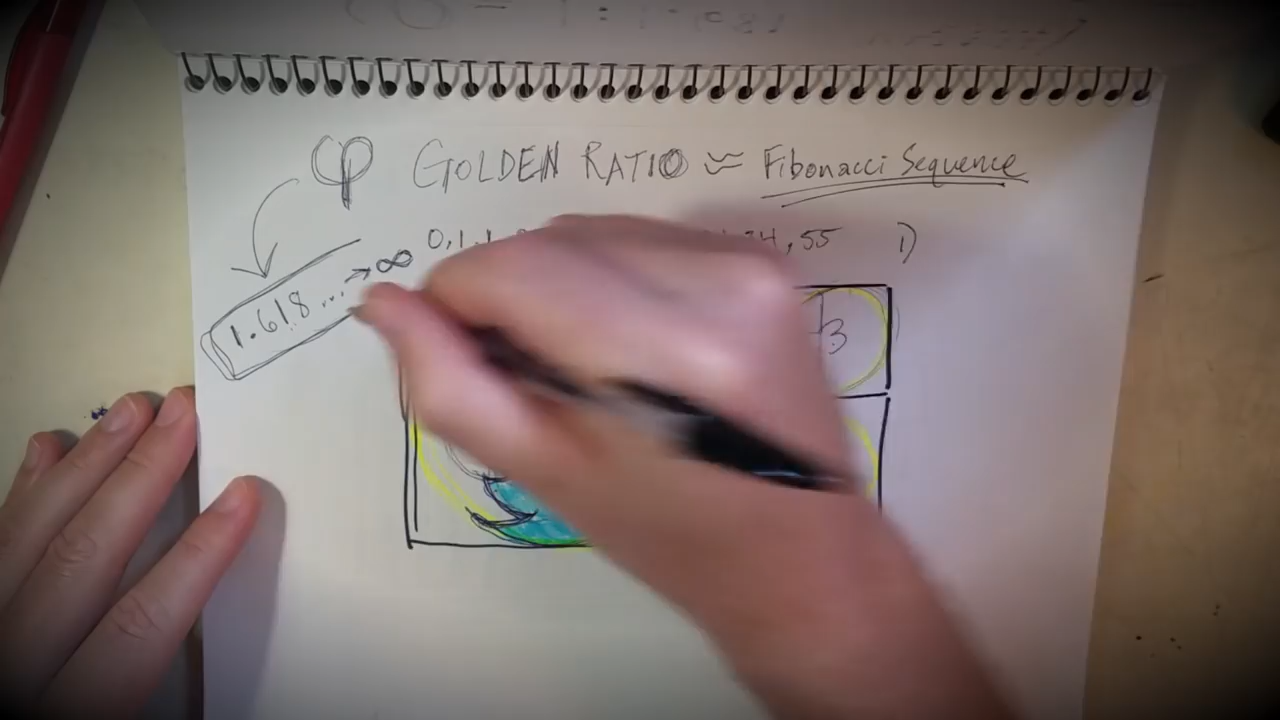 φ GOLDEN RATIO ≈ Fibonacci Sequence
0,1,1, 34,55 1)
1.618...→∞
3